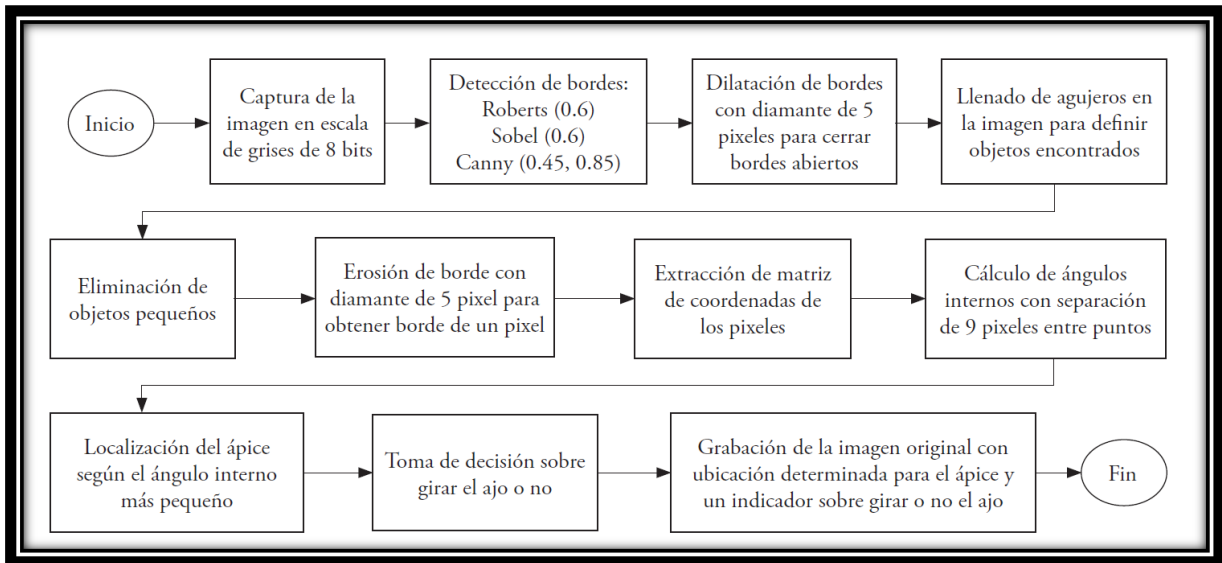 Inicio
Captura de la
imagen en escala
de grises de 8 bits
Detección de bordes:
Roberts (0.6)
Sobel (0.6)
Canny (0.45, 0.85)
Dilatación de bordes
con diamante de 5
pixeles para cerrar
bordes abiertos
Llenado de agujeros en
la imagen para definir
objetos encontrados
Eliminación de
objetos pequeños
Erosión de borde con
diamante de 5 pixel para
obtener borde de un pixel
Extracción de matriz
de coordenadas de
los pixeles
Cálculo de ángulos
internos con separación
de 9 pixeles entre puntos
Localización del ápice
según el ángulo interno
más pequeño
Toma de decisión sobre
girar el ajo o no
Grabación de la imagen original con
ubicación determinada para el ápice y
un indicador sobre girar o no el ajo
Fin